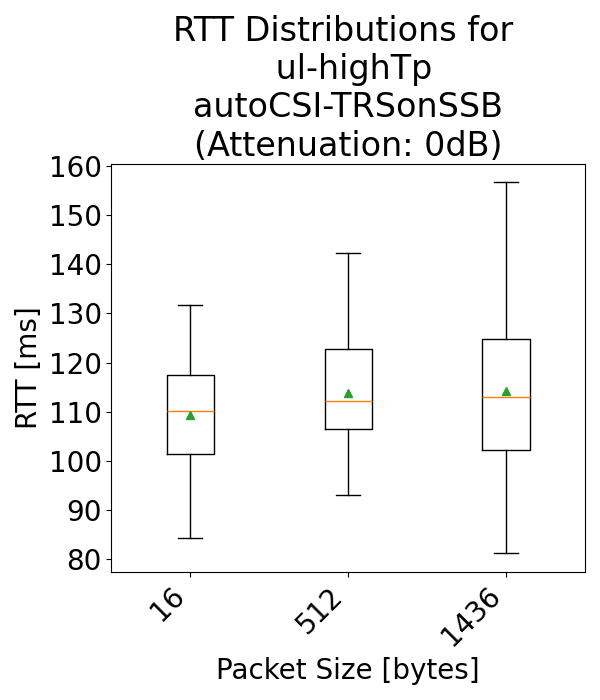 RTT Distributions for
ul-highTp
autoCSI-TRSonSSB
(Attenuation: 0dB)
160
150
140
130
120
110
100
90
80
RTT [ms]
16
512
1436
Packet Size [bytes]